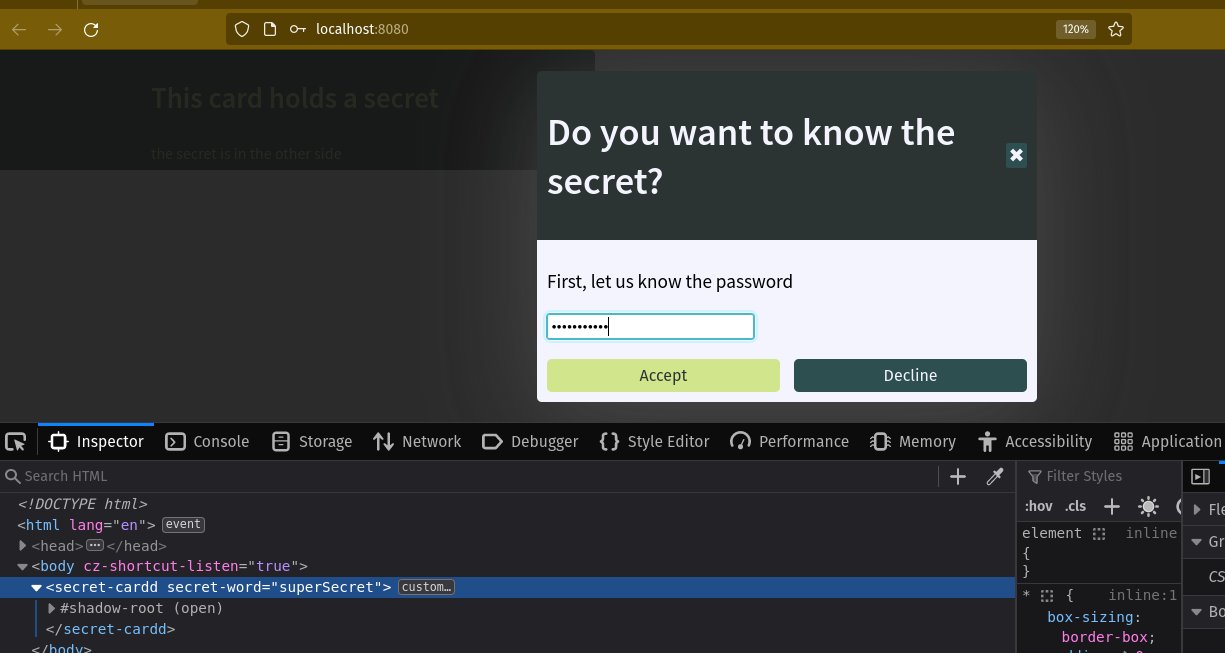 localhost:8080
120%
This card holds a secret
the secret is in the other side
Do you want to know the
secret?
✖
First, let us know the password
•••••••••••
Accept
Decline
Inspector
Console
Storage
Network
Debugger
Style Editor
Performance
Memory
Accessibility
Application
Search HTML
<!DOCTYPE html>
<html lang="en"> event
<head> ••• </head>
<body cz-shortcut-listen="true">
<secret-cardd secret-word="superSecret"> custom…
#shadow-root (open)
</secret-cardd>
</body>
Filter Styles
:hov .cls
element inline
{
}
* { inline:1
box-sizing:
border-box;
Fle
Gr
CS
Bo